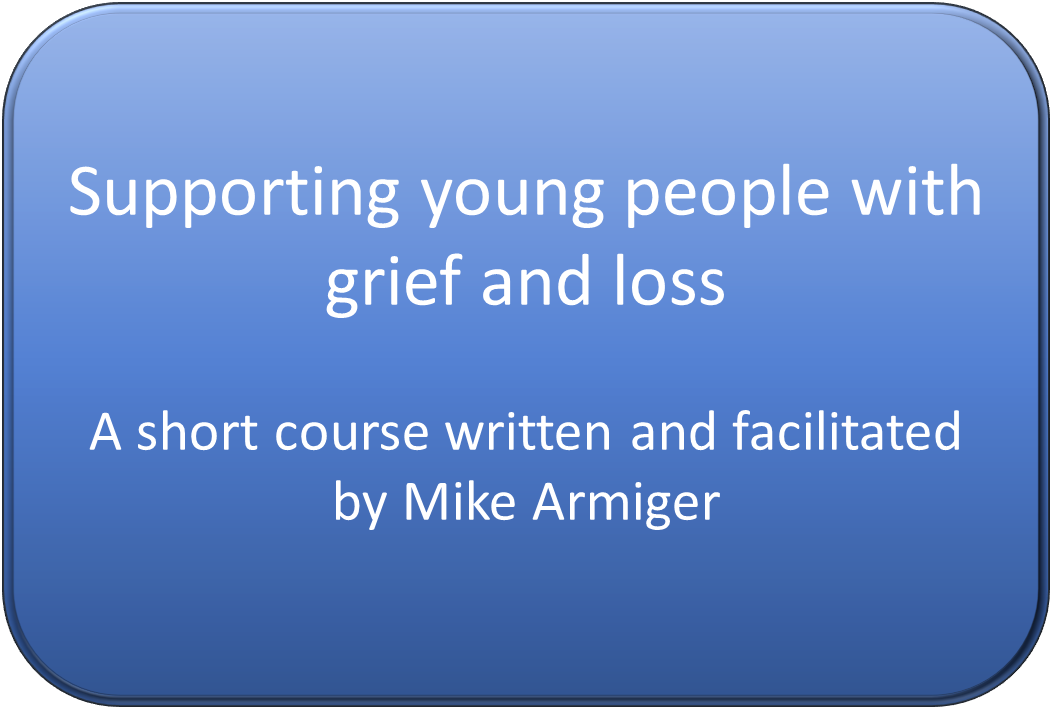 Supporting young people with
grief and loss
A short course written and facilitated
by Mike Armiger